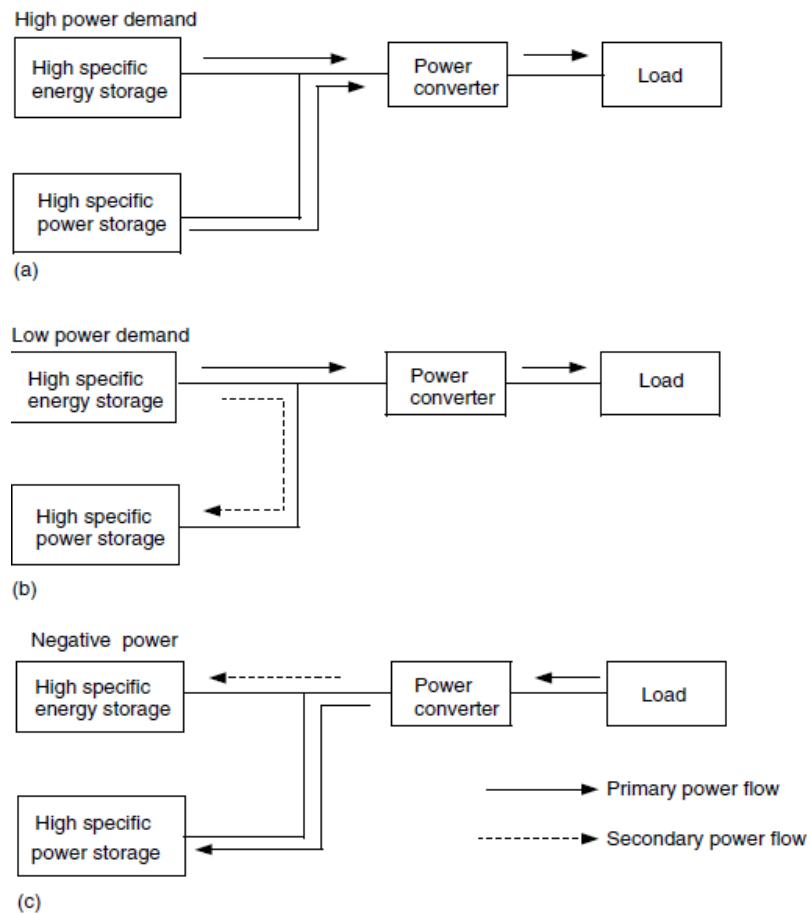 High power demand
High specific
energy storage
Power
converter
Load
High specific
power storage
(a)
Low power demand
High specific
energy storage
Power
converter
Load
High specific
power storage
(b)
Negative power
High specific
energy storage
Power
converter
Load
High specific
power storage
Primary power flow
Secondary power flow
(c)